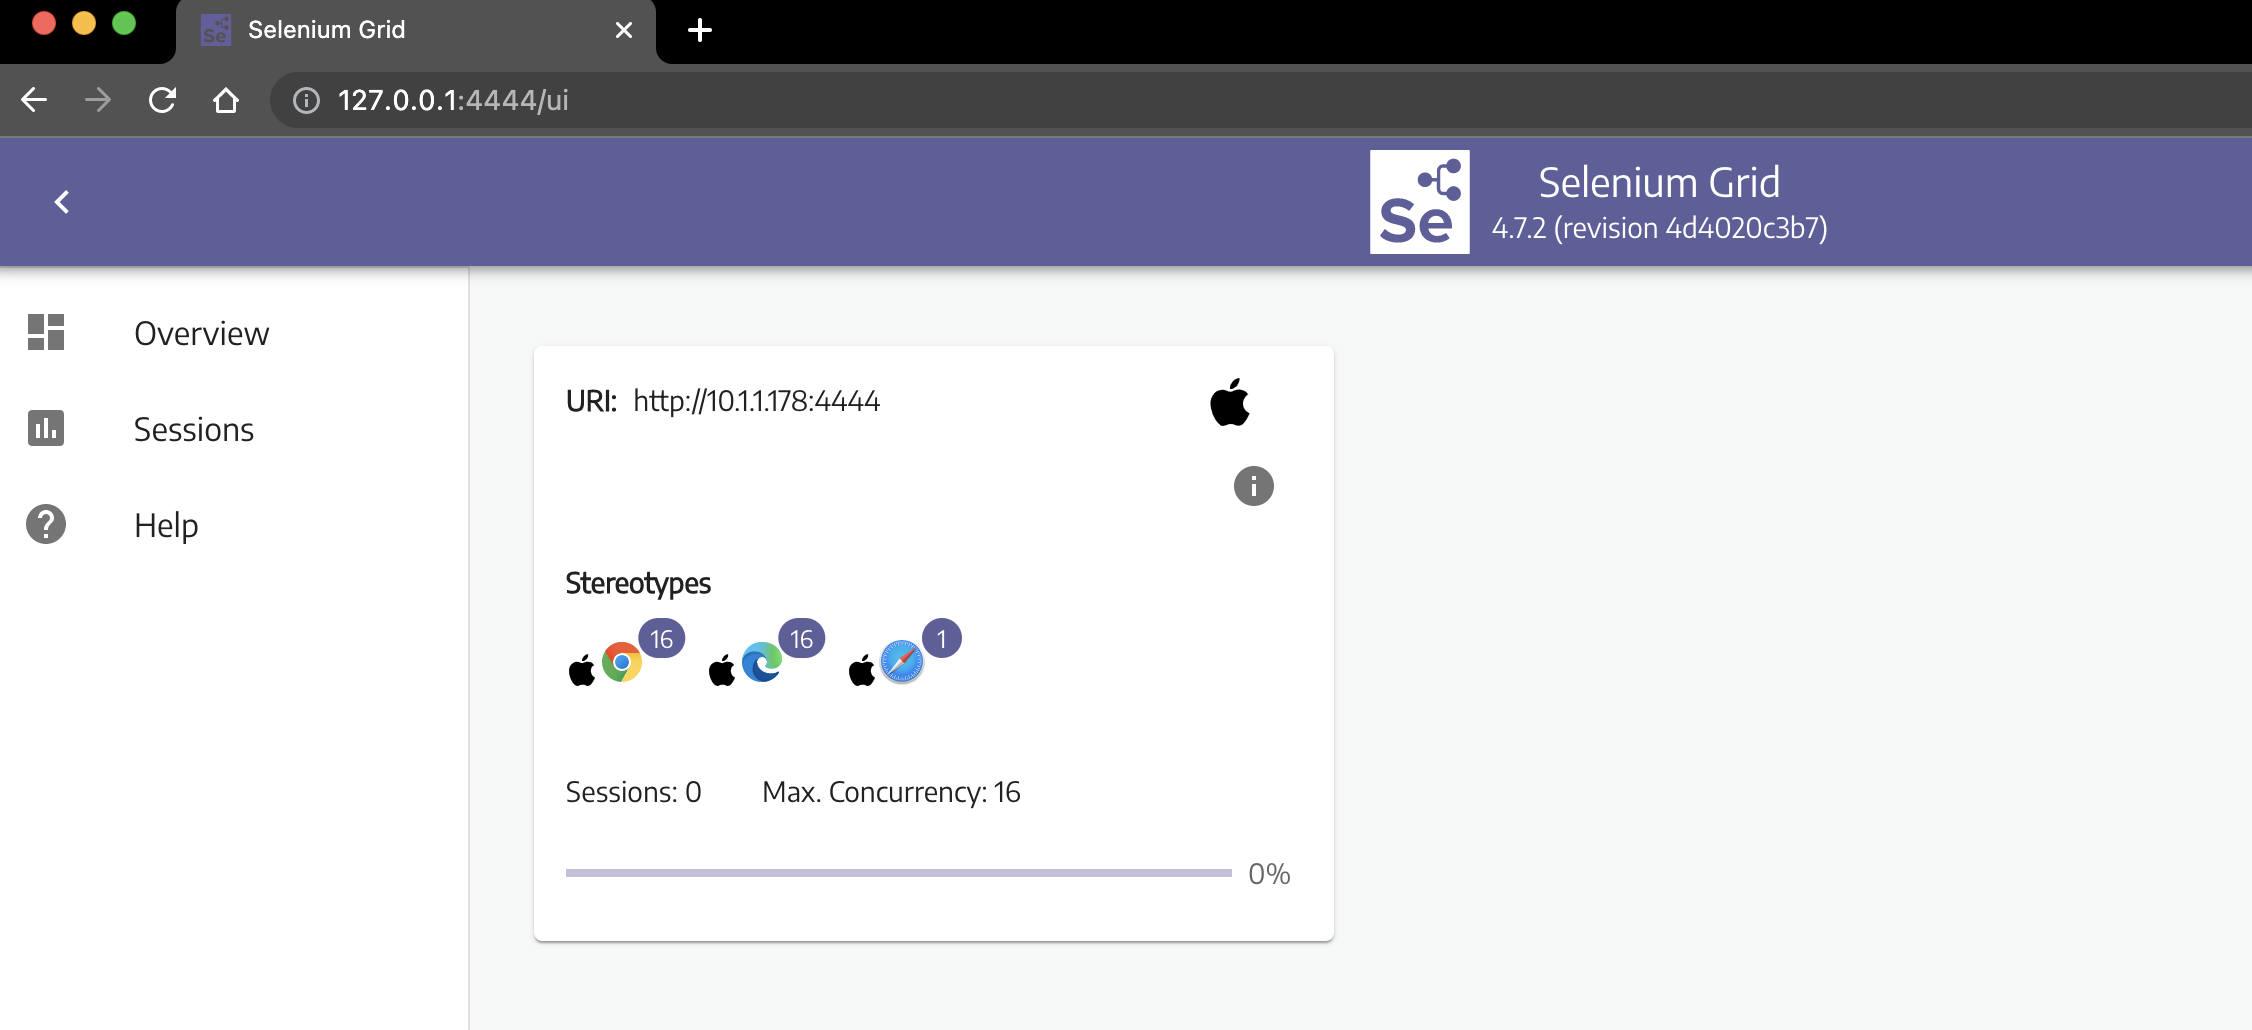 Selenium Grid
127.0.0.1:4444/ui
Se
Selenium Grid
4.7.2 (revision 4d4020c3b7)
Overview
Sessions
Help
URI: http://10.1.1.178:4444
Stereotypes
16 16 1
Sessions: 0 Max. Concurrency: 16
0%